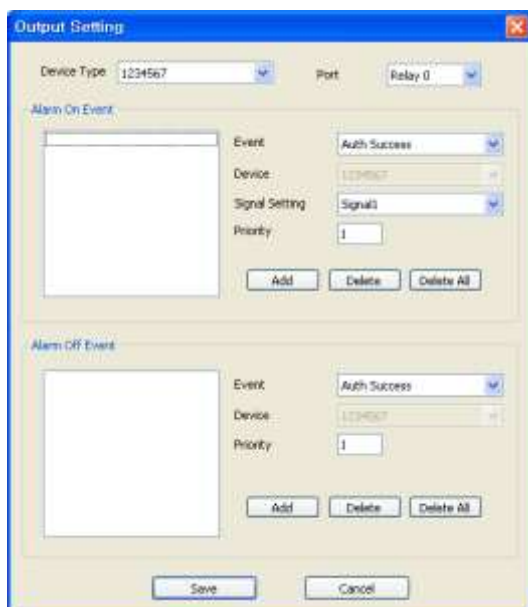 Output Setting
Device Type 1234567 Port Relay 0
Alarm On Event
Event Auth Success
Device 1234567
Signal Setting Signal1
Priority 1
Add Delete Delete All
Alarm Off Event
Event Auth Success
Device 1234567
Priority 1
Add Delete Delete All
Save Cancel